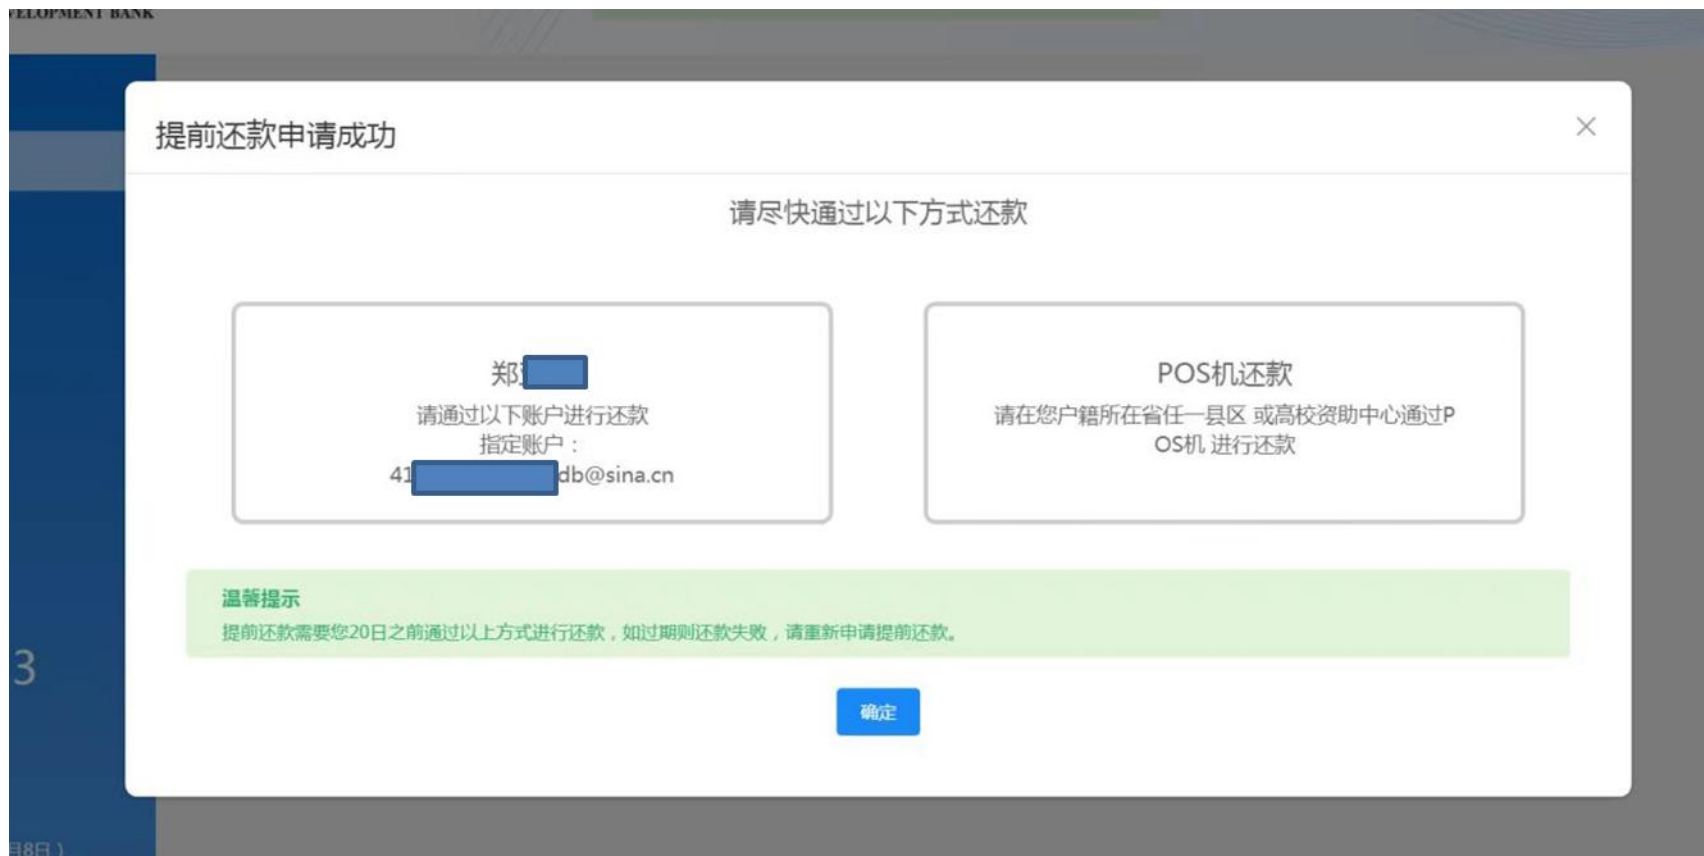 VELOPMENT BANK
提前还款申请成功
请尽快通过以下方式还款
郑
请通过以下账户进行还款
指定账户：
41 db@sina.cn
POS机还款
请在您户籍所在省任一县区 或高校资助中心通过P
OS机 进行还款
温馨提示
提前还款需要您20日之前通过以上方式进行还款，如过期则还款失败，请重新申请提前还款。
3
确定
月8日）